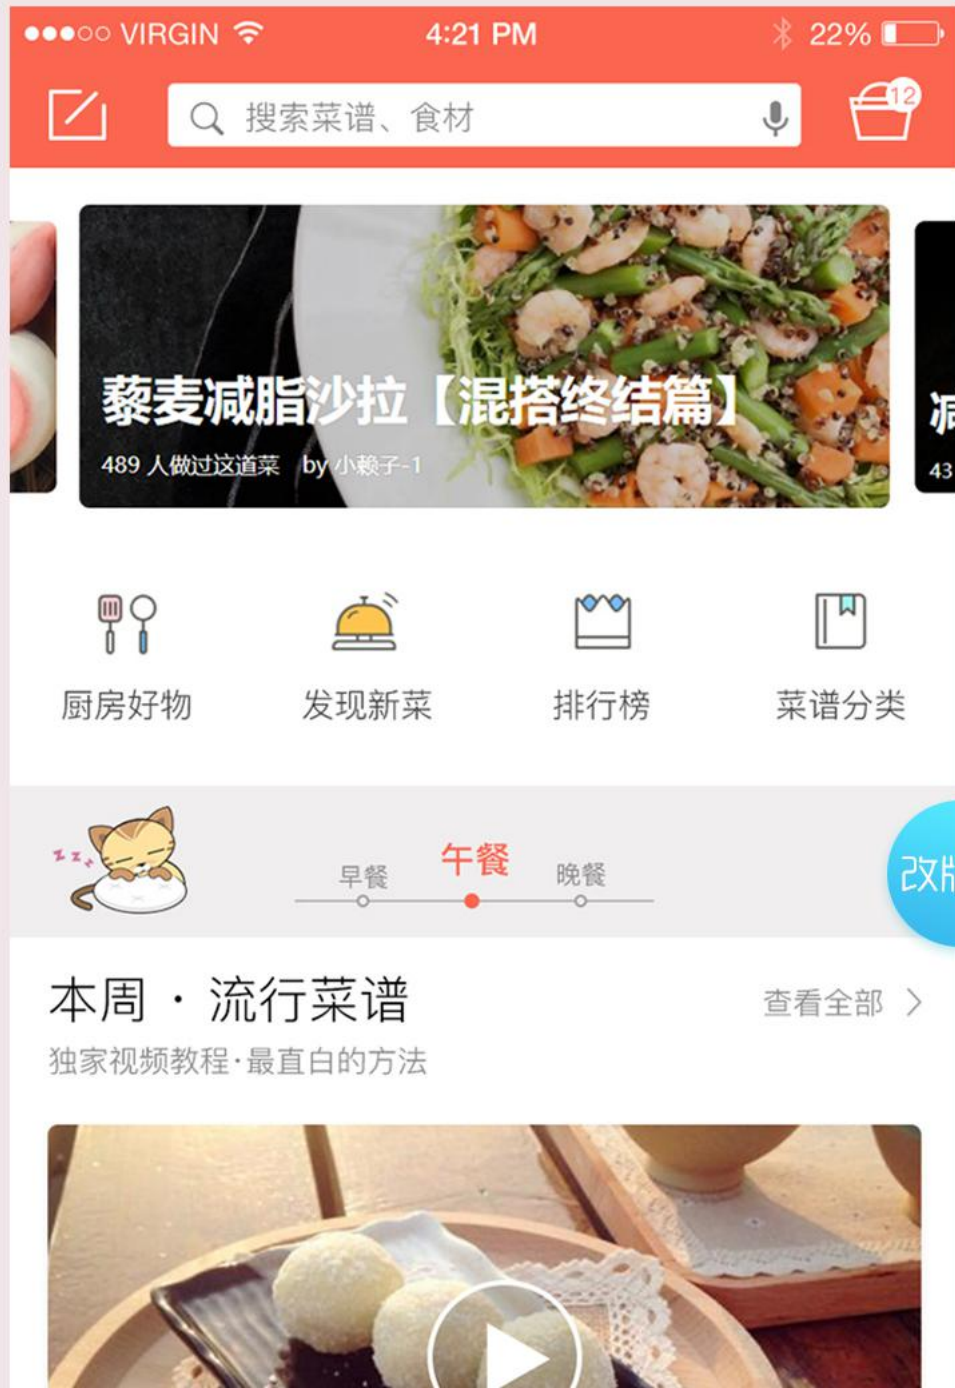 VIRGIN 4:21 PM 22%
搜索菜谱、食材 12
藜麦减脂沙拉【混搭终结篇】
489 人做过这道菜 by 小赖子-1
43
厨房好物 发现新菜 排行榜 菜谱分类
z z z
早餐 午餐 晚餐
改版
本周 · 流行菜谱 查看全部 >
独家视频教程·最直白的方法